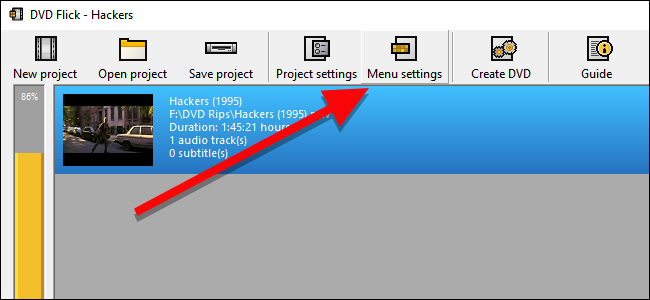 DVD Flick - Hackers
New project
Open project
Save project
Project settings
Menu settings
Create DVD
Guide
86%
Hackers (1995)
F:\DVD Rips\Hackers (1995)
Duration: 1:45:21 hours
1 audio track(s)
0 subtitle(s)